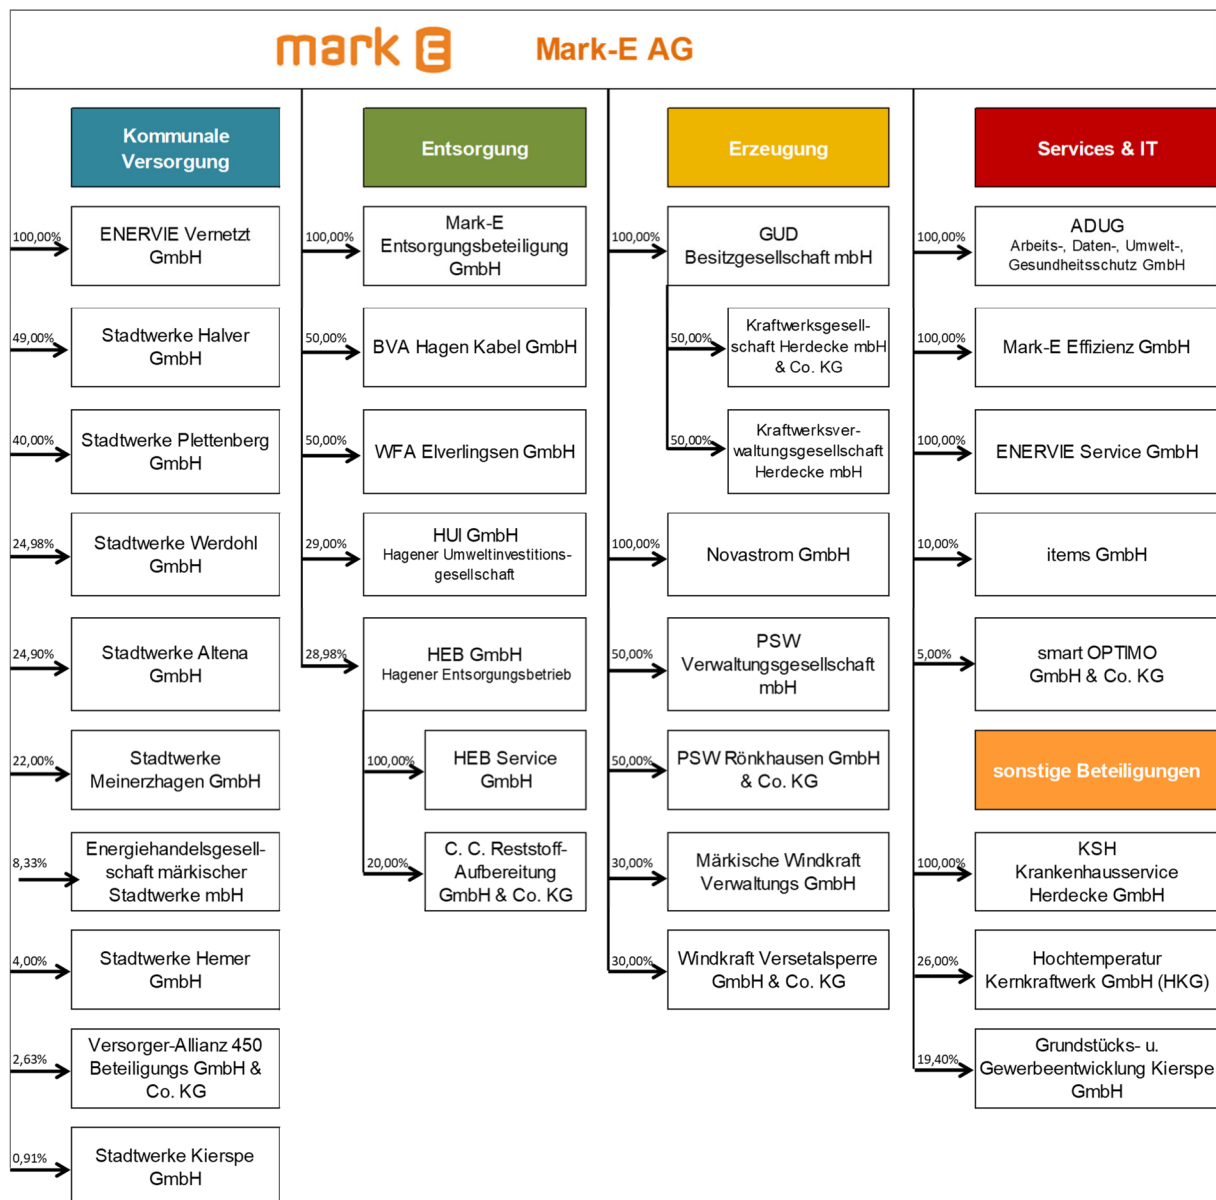 mark E Mark-E AG
Kommunale
Versorgung
100,00%
ENERVIE Vernetzt
GmbH
49,00%
Stadtwerke Halver
GmbH
40,00%
Stadtwerke Plettenberg
GmbH
24,98%
Stadtwerke Werdohl
GmbH
24,90%
Stadtwerke Altena
GmbH
22,00%
Stadtwerke
Meinerzhagen GmbH
8,33%
Energiehandelsgesell-
schaft märkischer
Stadtwerke mbH
4,00%
Stadtwerke Hemer
GmbH
2,63%
Versorger-Allianz 450
Beteiligungs GmbH &
Co. KG
0,91%
Stadtwerke Kierspe
GmbH
Entsorgung
100,00%
Mark-E
Entsorgungsbeteiligung
GmbH
50,00%
BVA Hagen Kabel GmbH
50,00%
WFA Elverlingsen GmbH
29,00%
HUI GmbH
Hagener Umweltinvestitions-
gesellschaft
28,98%
HEB GmbH
Hagener Entsorgungsbetrieb
100,00%
HEB Service
GmbH
20,00%
C. C. Reststoff-
Aufbereitung
GmbH & Co. KG
Erzeugung
100,00%
GUD
Besitzgesellschaft mbH
50,00%
Kraftwerksgesell-
schaft Herdecke mbH
& Co. KG
50,00%
Kraftwerksver-
waltungsgesellschaft
Herdecke mbH
100,00%
Novastrom GmbH
50,00%
PSW
Verwaltungsgesellschaft
mbH
50,00%
PSW Rönkhausen GmbH
& Co. KG
30,00%
Märkische Windkraft
Verwaltungs GmbH
30,00%
Windkraft Versetalsperre
GmbH & Co. KG
Services & IT
100,00%
ADUG
Arbeits-, Daten-, Umwelt-,
Gesundheitsschutz GmbH
100,00%
Mark-E Effizienz GmbH
100,00%
ENERVIE Service GmbH
10,00%
items GmbH
5,00%
smart OPTIMO
GmbH & Co. KG
sonstige Beteiligungen
100,00%
KSH
Krankenhausservice
Herdecke GmbH
26,00%
Hochtemperatur
Kernkraftwerk GmbH (HKG)
19,40%
Grundstücks- u.
Gewerbeentwicklung Kierspe
GmbH